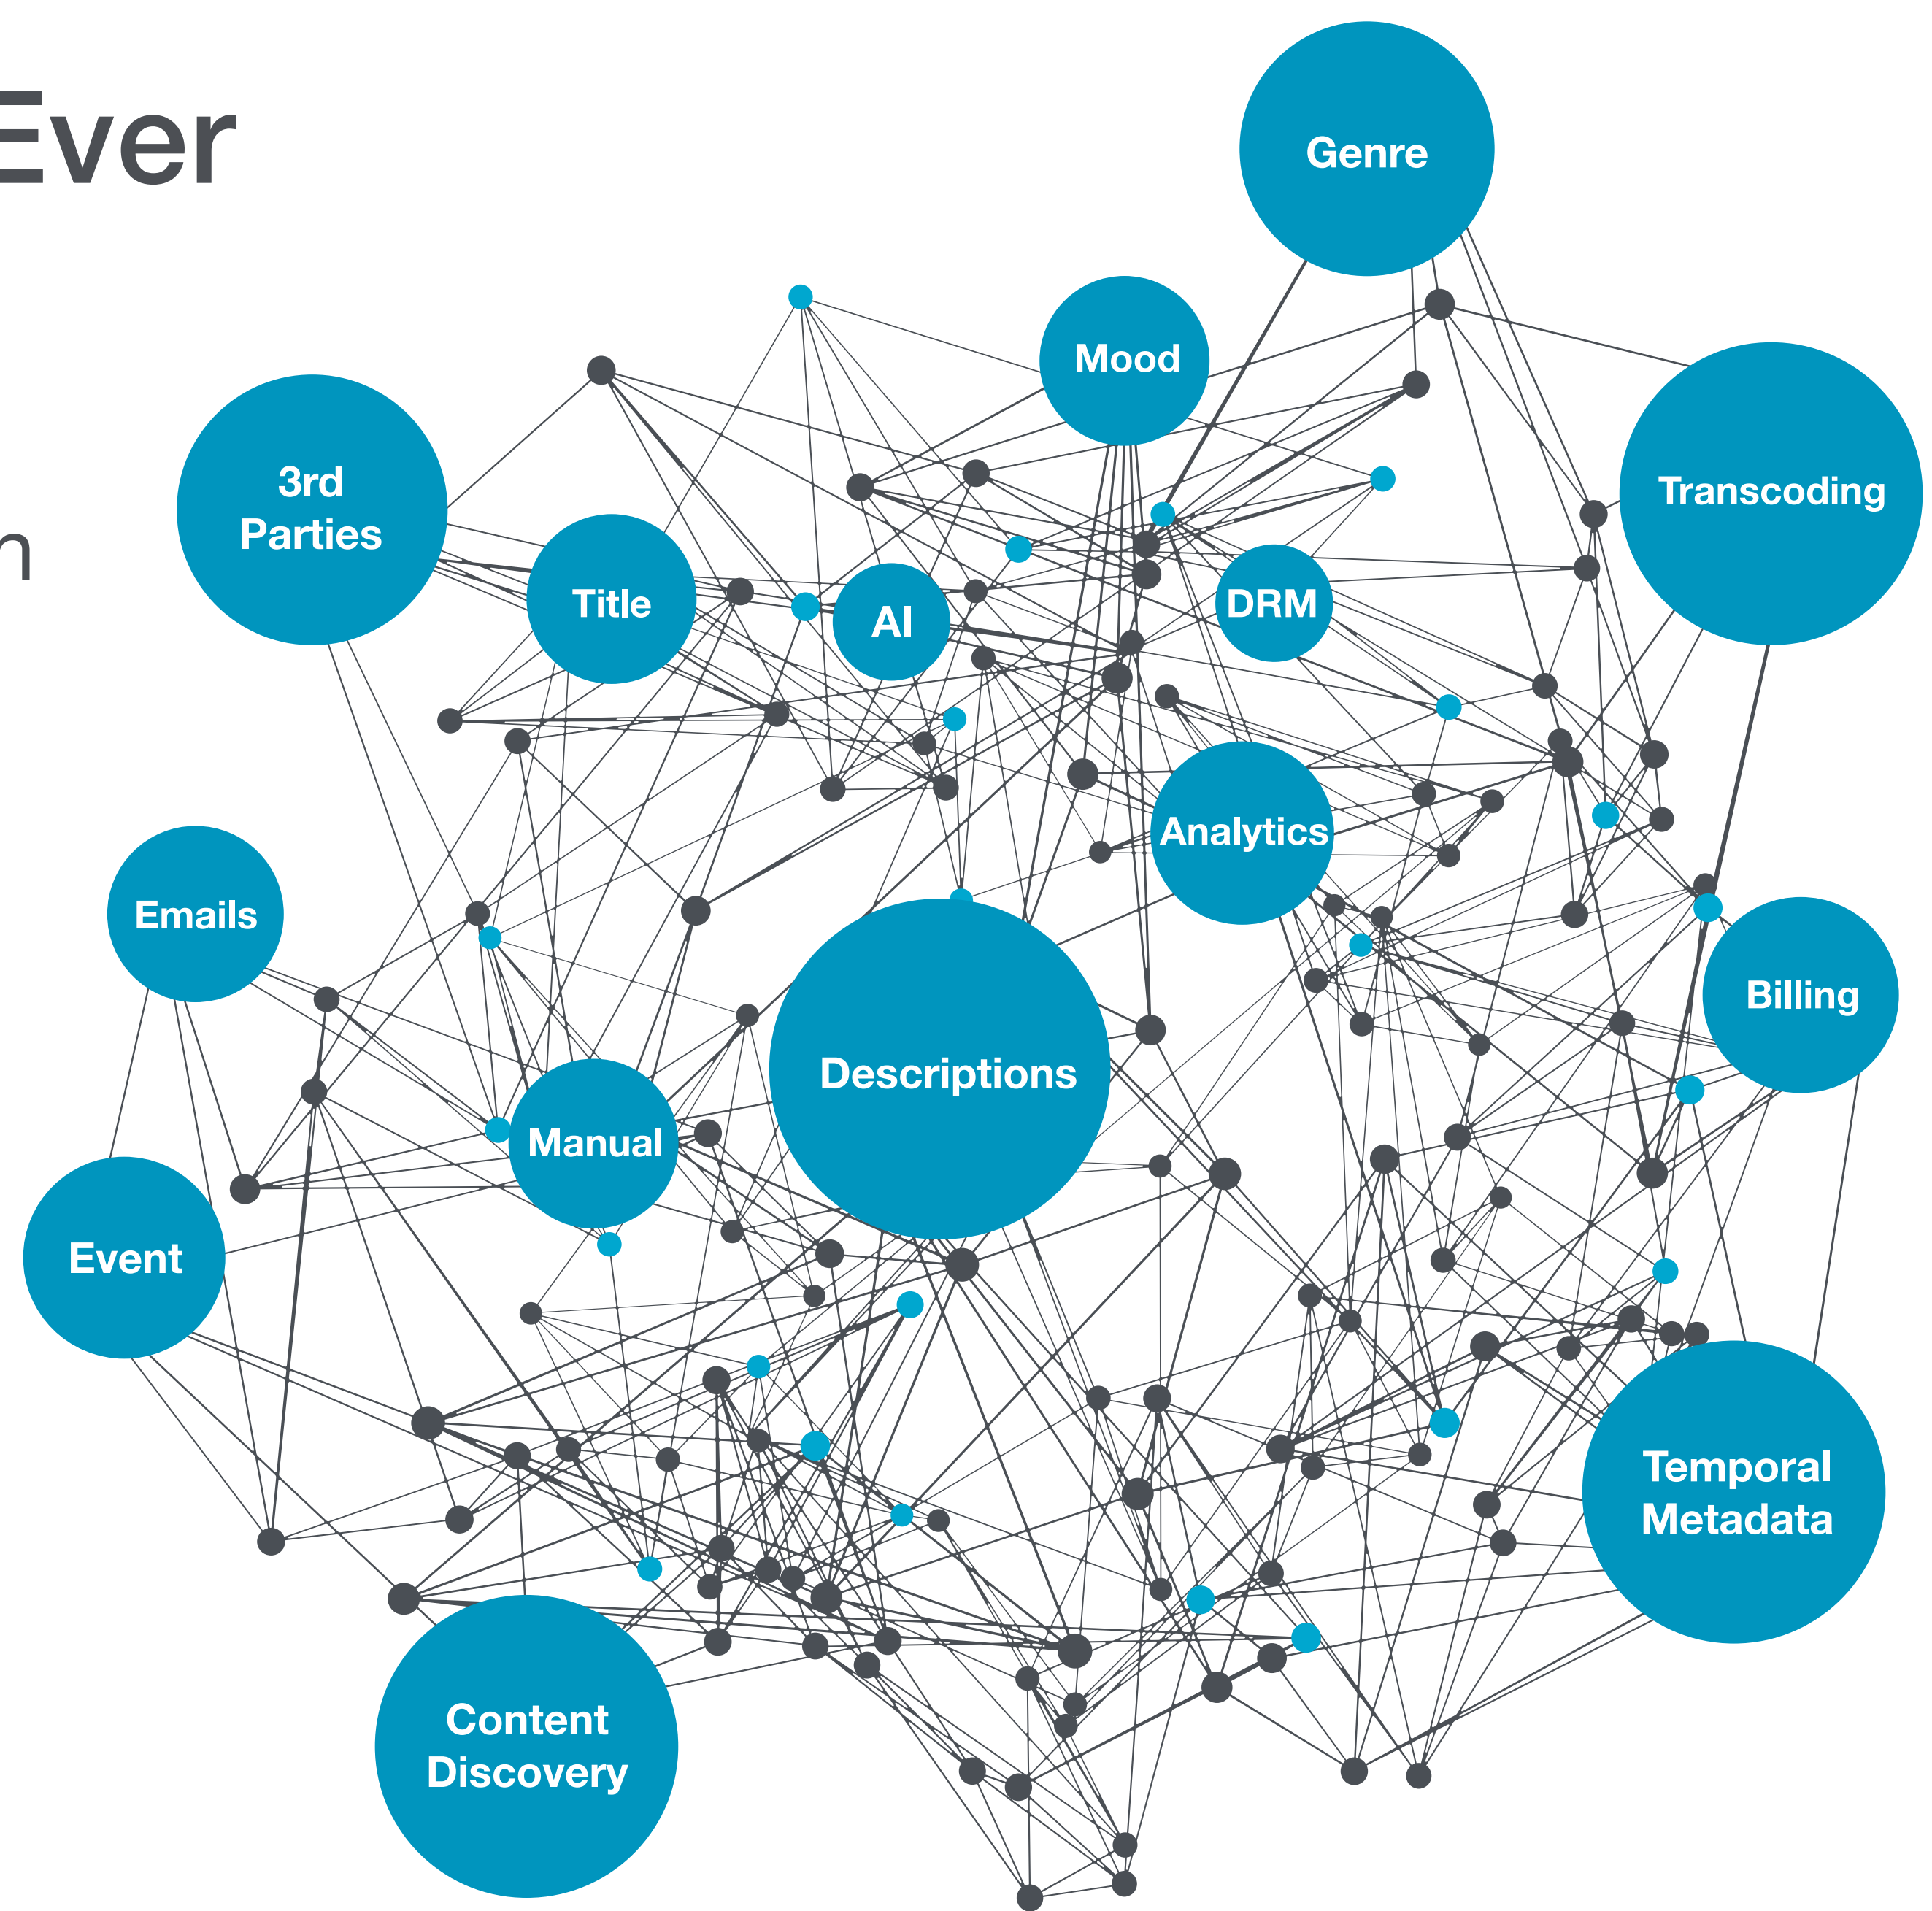 Ever
n
Genre
Mood
3rd
Parties
Transcoding
Title
AI
DRM
Analytics
Emails
Billing
Descriptions
Manual
Event
Temporal
Metadata
Content
Discovery